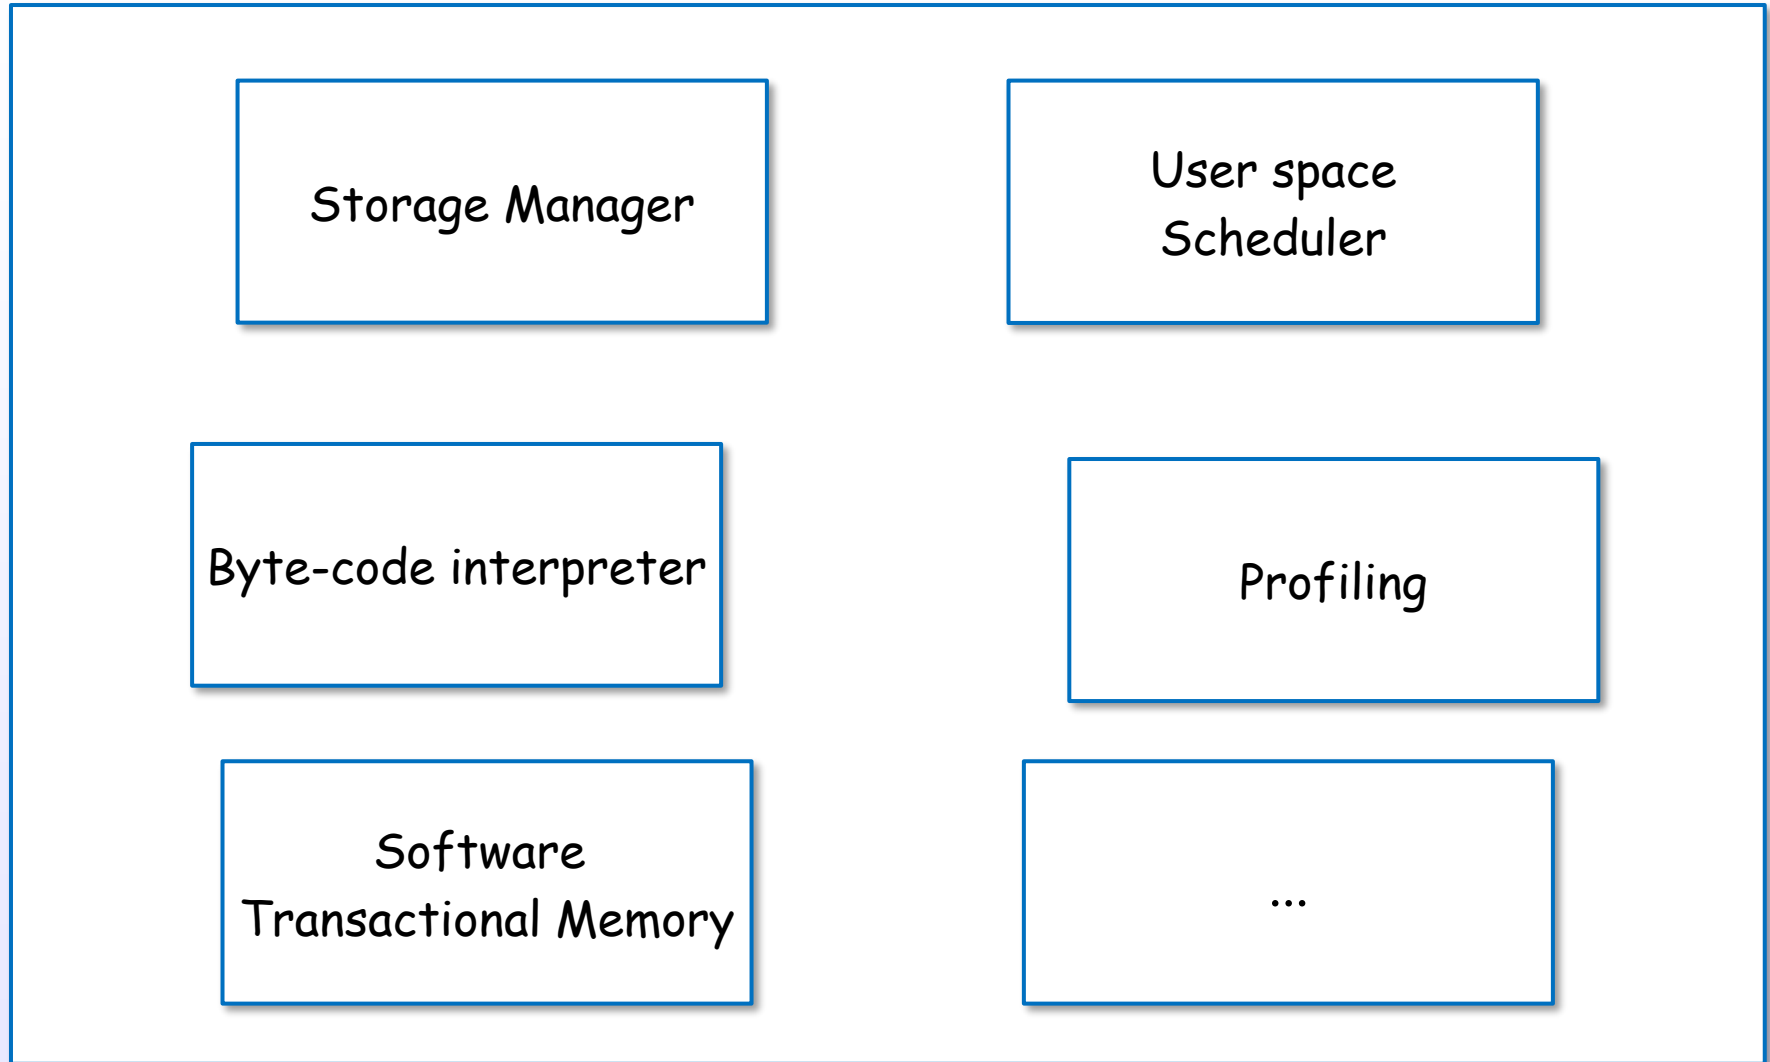 Storage Manager
User space
Scheduler
Byte-code interpreter
Profiling
Software
Transactional Memory
...